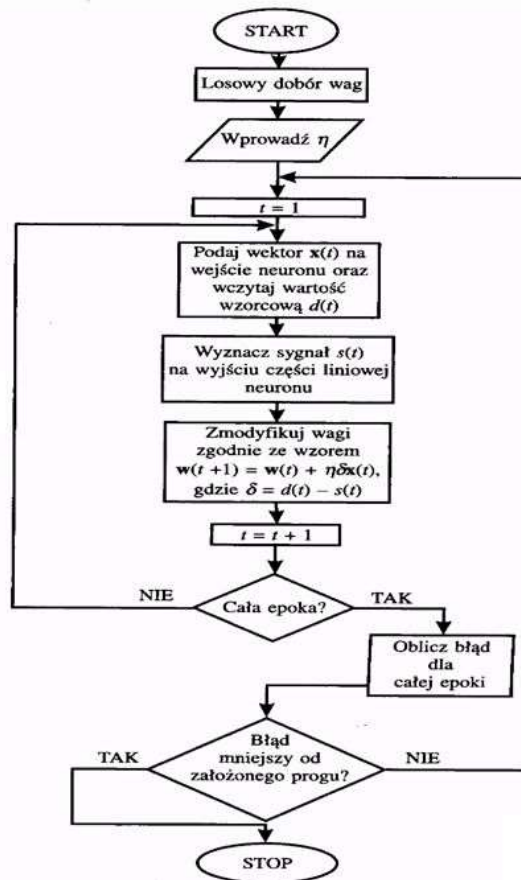 START
Losowy dobór wag
Wprowadź η
t = 1
Podaj wektor x(t) na
wejście neuronu oraz
wczytaj wartość
wzorcową d(t)
Wyznacz sygnał s(t)
na wyjściu części liniowej
neuronu
Zmodyfikuj wagi
zgodnie ze wzorem
w(t +1) = w(t) + ηδx(t),
gdzie δ = d(t) − s(t)
t = t + 1
NIE
Cała epoka?
TAK
Oblicz błąd
dla
całej epoki
TAK
Błąd
mniejszy od
założonego progu?
NIE
STOP